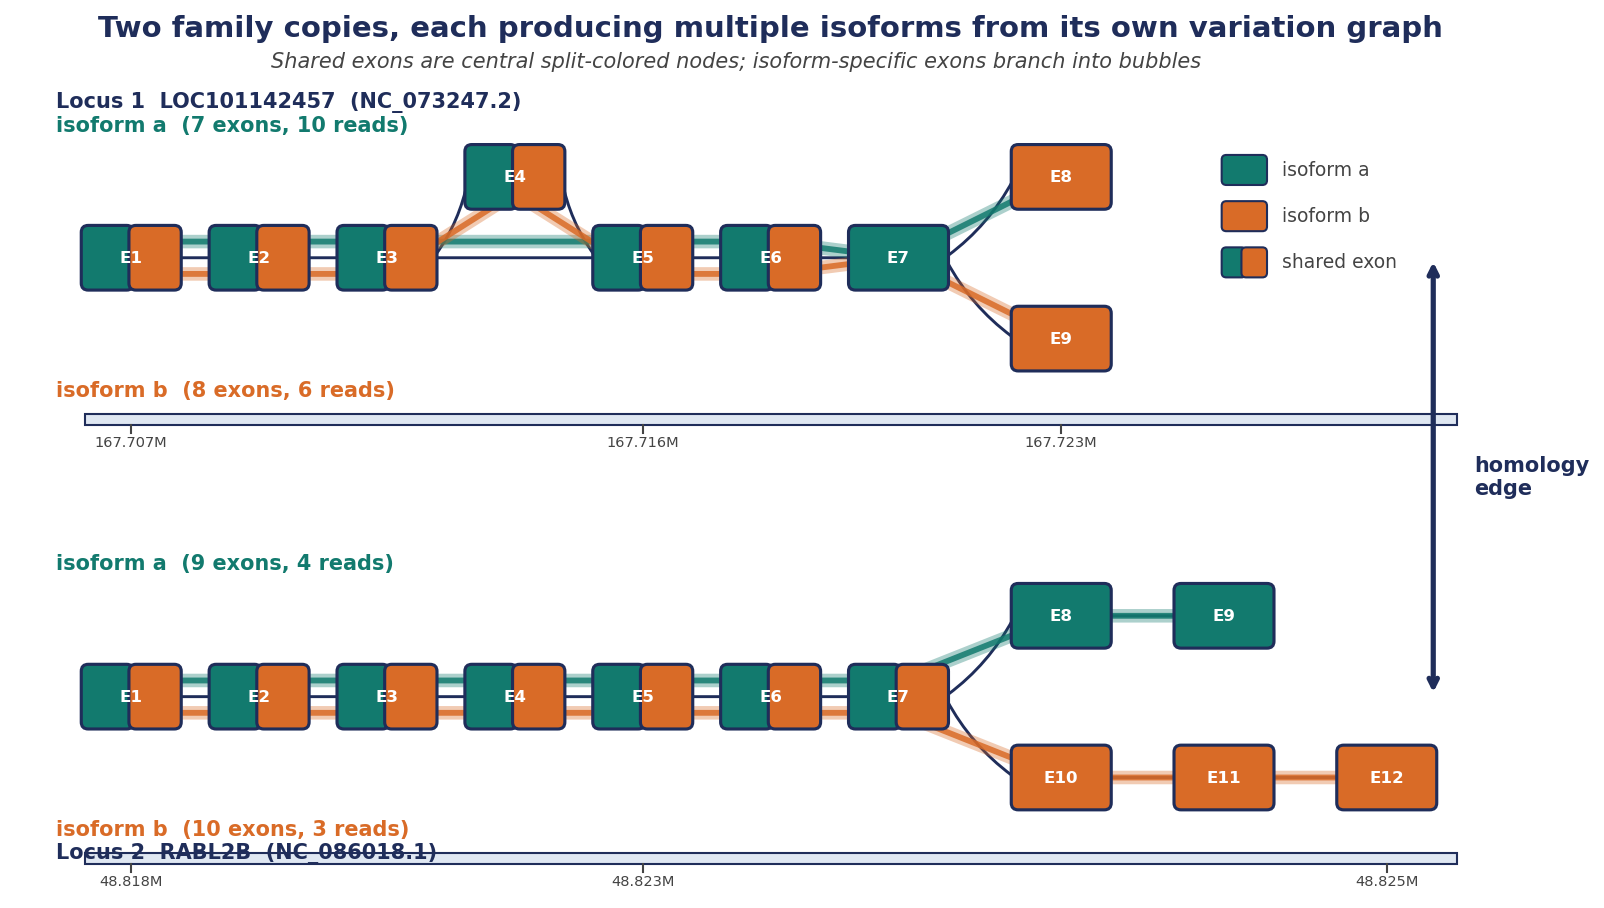 Two family copies, each producing multiple isoforms from its own variation graph
Shared exons are central split-colored nodes; isoform-specific exons branch into bubbles
Locus 1  LOC101142457  (NC_073247.2)
isoform a  (7 exons, 10 reads)
E4
E8
isoform a
isoform b
E1
E2
E3
E5
E6
E7
shared exon
E9
isoform b  (8 exons, 6 reads)
167.707M
167.716M
167.723M
homology
edge
isoform a  (9 exons, 4 reads)
E8
E9
E1
E2
E3
E4
E5
E6
E7
E10
E11
E12
isoform b  (10 exons, 3 reads)
Locus 2  RABL2B  (NC_086018.1)
48.818M
48.823M
48.825M